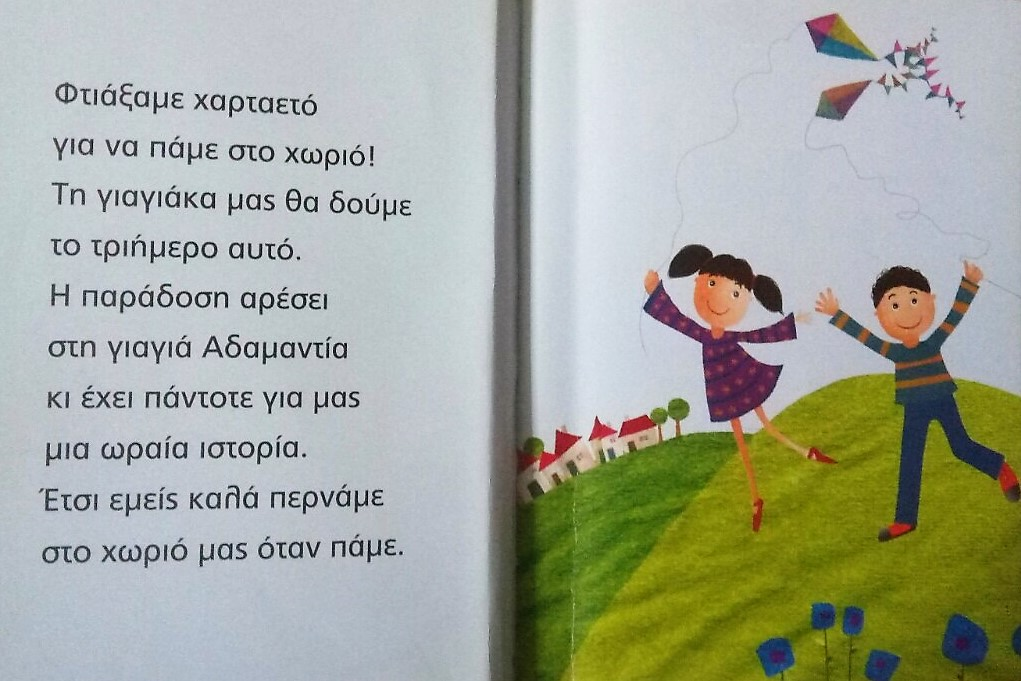 Φτιάξαμε χαρταετό
για να πάμε στο χωριό!
Τη γιαγιάκα μας θα δούμε
το τριήμερο αυτό.
Η παράδοση αρέσει
στη γιαγιά Αδαμαντία
κι έχει πάντοτε για μας
μια ωραία ιστορία.
Έτσι εμείς καλά περνάμε
στο χωριό μας όταν πάμε.